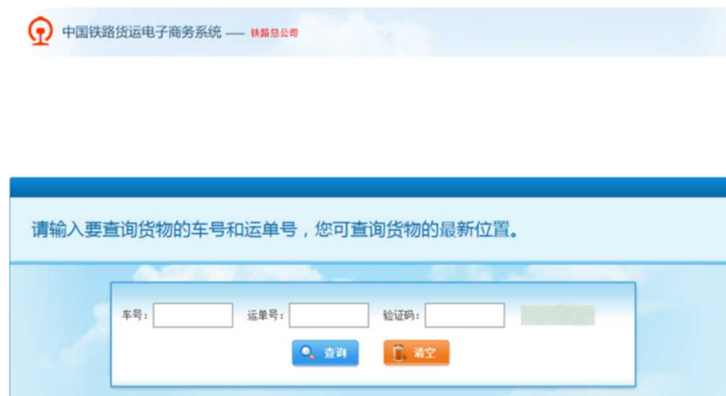 中国铁路货运电子商务系统 —— 铁路总公司
请输入要查询货物的车号和运单号，您可查询货物的最新位置。
车号： 运单号： 验证码：
查询 清空